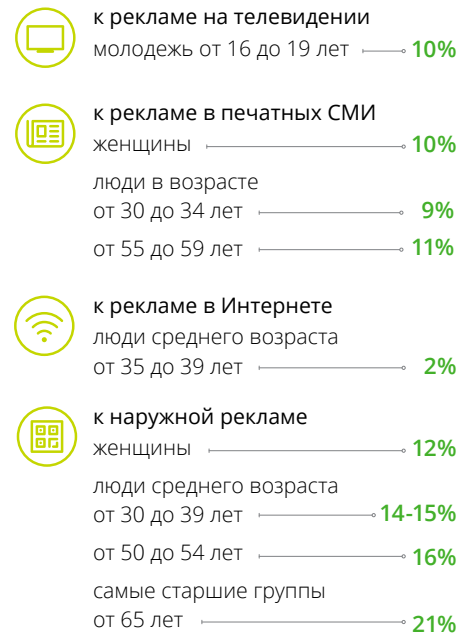 к рекламе на телевидении
молодежь от 16 до 19 лет 10%
к рекламе в печатных СМИ
женщины 10%
люди в возрасте
от 30 до 34 лет 9%
от 55 до 59 лет 11%
к рекламе в Интернете
люди среднего возраста
от 35 до 39 лет 2%
к наружной рекламе
женщины 12%
люди среднего возраста
от 30 до 39 лет 14-15%
от 50 до 54 лет 16%
самые старшие группы
от 65 лет 21%